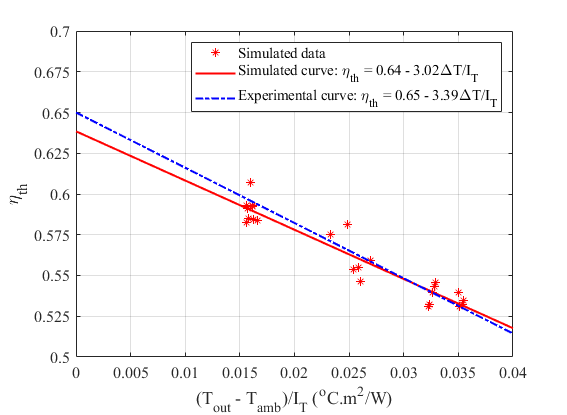 0.7
0.675
0.65
0.625
0.6
0.575
0.55
0.525
0.5
η_th
Simulated data
Simulated curve: η_th = 0.64 - 3.02ΔT/I_T
Experimental curve: η_th = 0.65 - 3.39ΔT/I_T
0 0.005 0.01 0.015 0.02 0.025 0.03 0.035 0.04
(T_out - T_amb)/I_T (°C.m²/W)